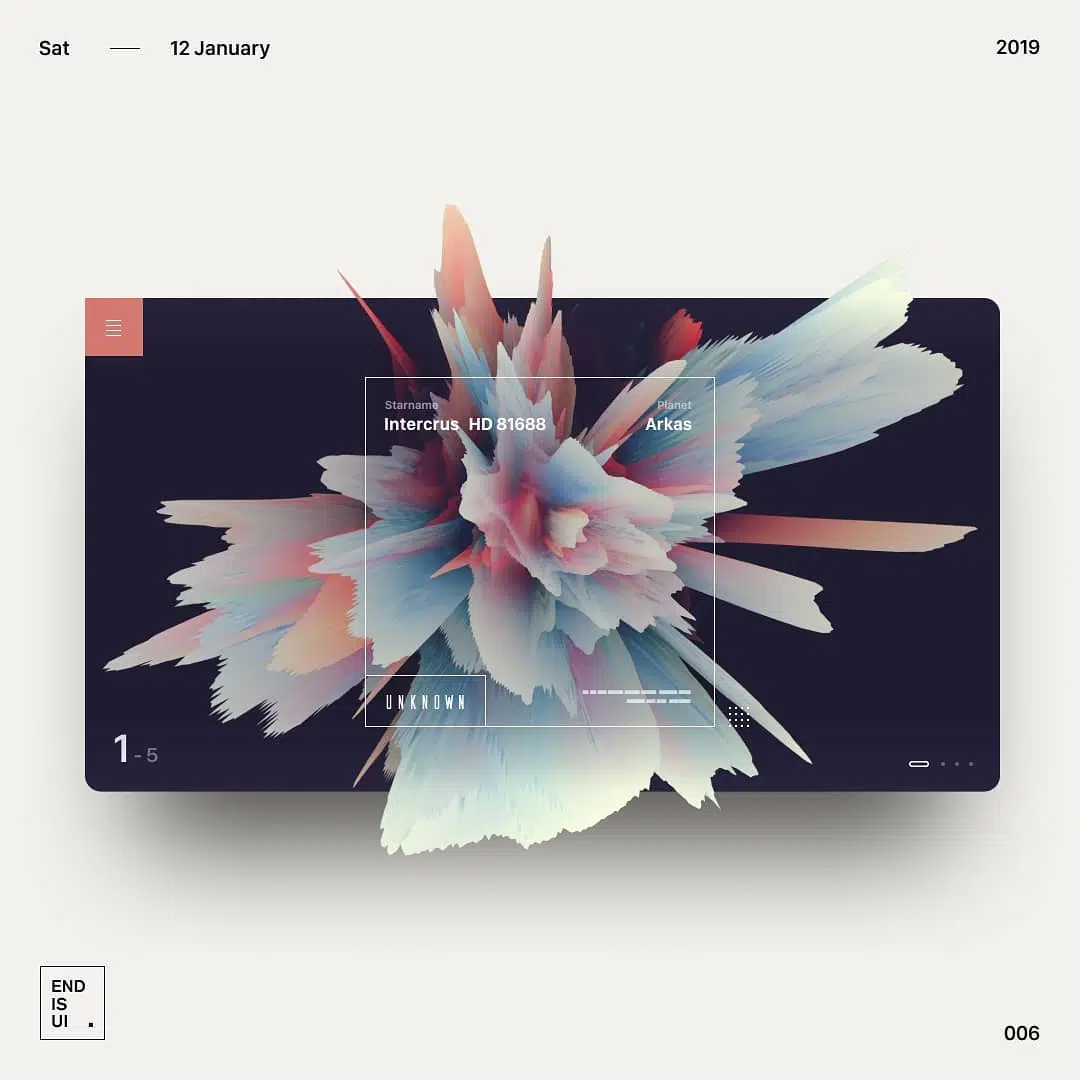 Sat — 12 January
2019
Starname
Intercrus HD 81688
Planet
Arkas
UNKNOWN
1 - 5
END
IS
UI .
006